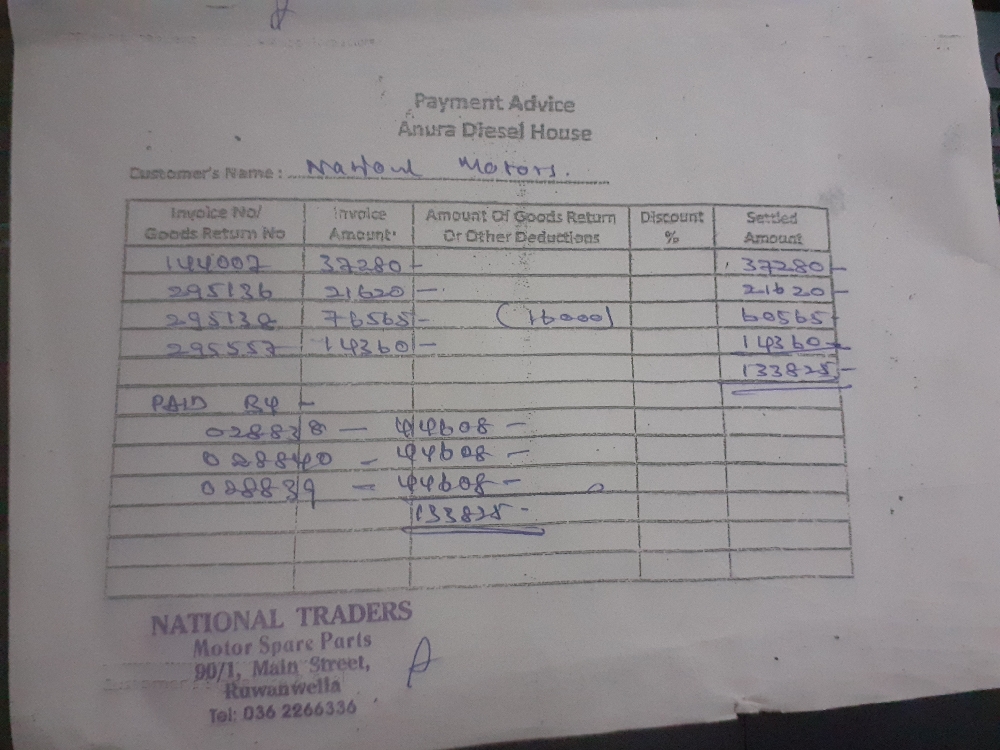 Payment Advice
Anura Diesel House
Customer's Name : Motors.
Invoice No/ Goods Return No Invoice Amount Amount Of Goods Return Or Other Deductions Discount % Settled Amount
144007 37280 - 37280 -
295136 21620 - 21620 -
295138 76565 - (16000) 60565 -
295557 14360 - 14360 -
133825 -
PAID BY -
028838 - 44608 -
028840 - 44608 -
028839 - 44608 -
133825 -
NATIONAL TRADERS
Motor Spare Parts
90/1, Main Street,
Ruwanwella
Tel: 036 2266336